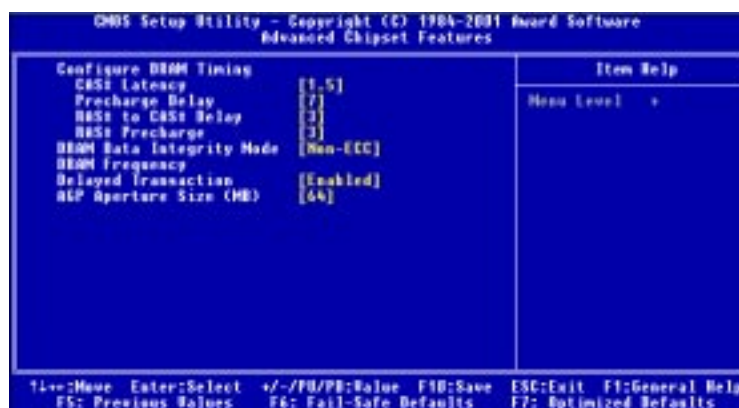 CMOS Setup Utility - Copyright (C) 1984-2001 Award Software
Advanced Chipset Features
Configure DRAM Timing
CAS# Latency [1.5]
Precharge Delay [7]
RAS# to CAS# Delay [3]
RAS# Precharge [3]
DRAM Data Integrity Mode [Non-ECC]
DRAM Frequency
Delayed Transaction [Enabled]
AGP Aperture Size (MB) [64]
Item Help
Menu Level
↑↓→←:Move Enter:Select +/-/PU/PD:Value F10:Save ESC:Exit F1:General Help
F5: Previous Values F6: Fail-Safe Defaults F7: Optimized Defaults